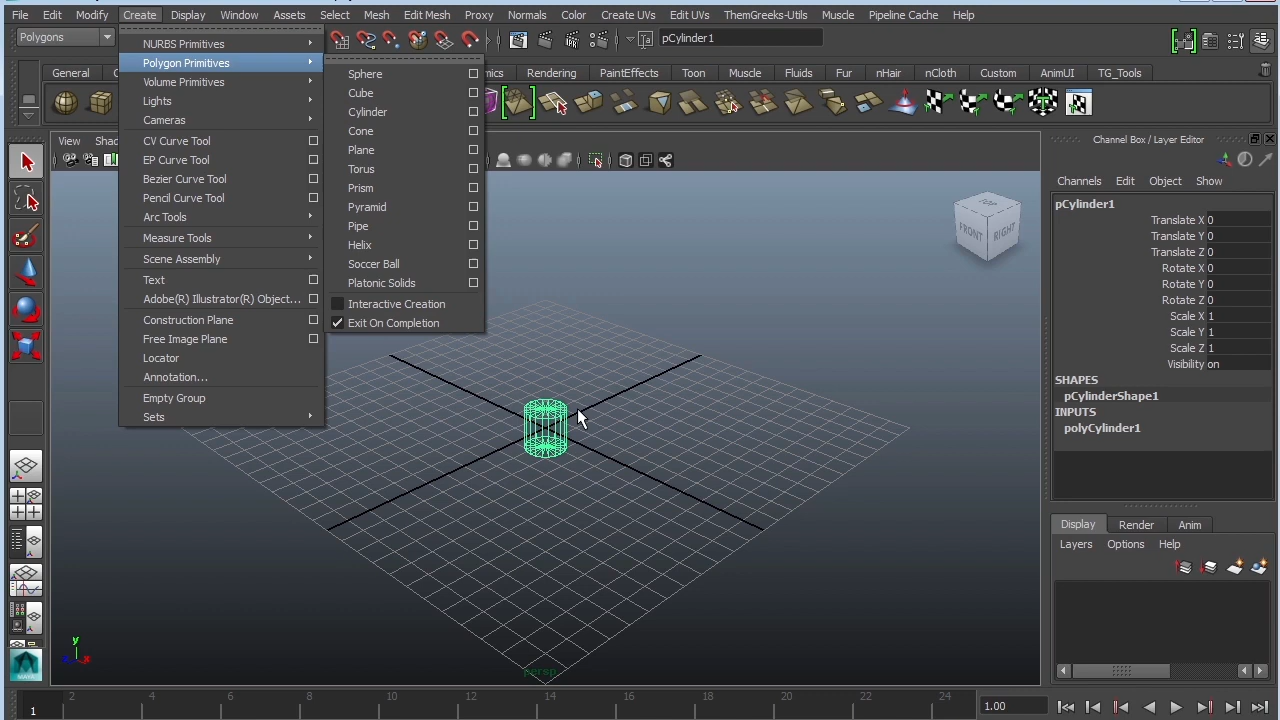 File Edit Modify Create Display Window Assets Select Mesh Edit Mesh Proxy Normals Color Create UVs Edit UVs ThemGreeks-Utils Muscle Pipeline Cache Help
Polygons
pCylinder1
General
Rendering PaintEffects Toon Muscle Fluids Fur nHair nCloth Custom AnimUI TG_Tools
View
NURBS Primitives
Polygon Primitives
Volume Primitives
Lights
Cameras
CV Curve Tool
EP Curve Tool
Bezier Curve Tool
Pencil Curve Tool
Arc Tools
Measure Tools
Scene Assembly
Text
Adobe(R) Illustrator(R) Object...
Construction Plane
Free Image Plane
Locator
Annotation...
Empty Group
Sets
Sphere
Cube
Cylinder
Cone
Plane
Torus
Prism
Pyramid
Pipe
Helix
Soccer Ball
Platonic Solids
Interactive Creation
Exit On Completion
TOP
FRONT RIGHT
Channel Box / Layer Editor
Channels Edit Object Show
pCylinder1
Translate X 0
Translate Y 0
Translate Z 0
Rotate X 0
Rotate Y 0
Rotate Z 0
Scale X 1
Scale Y 1
Scale Z 1
Visibility on
SHAPES
pCylinderShape1
INPUTS
polyCylinder1
Display Render Anim
Layers Options Help
y
x
persp
2 4 6 8 10 12 14 16 18 20 22 24
1
1.00